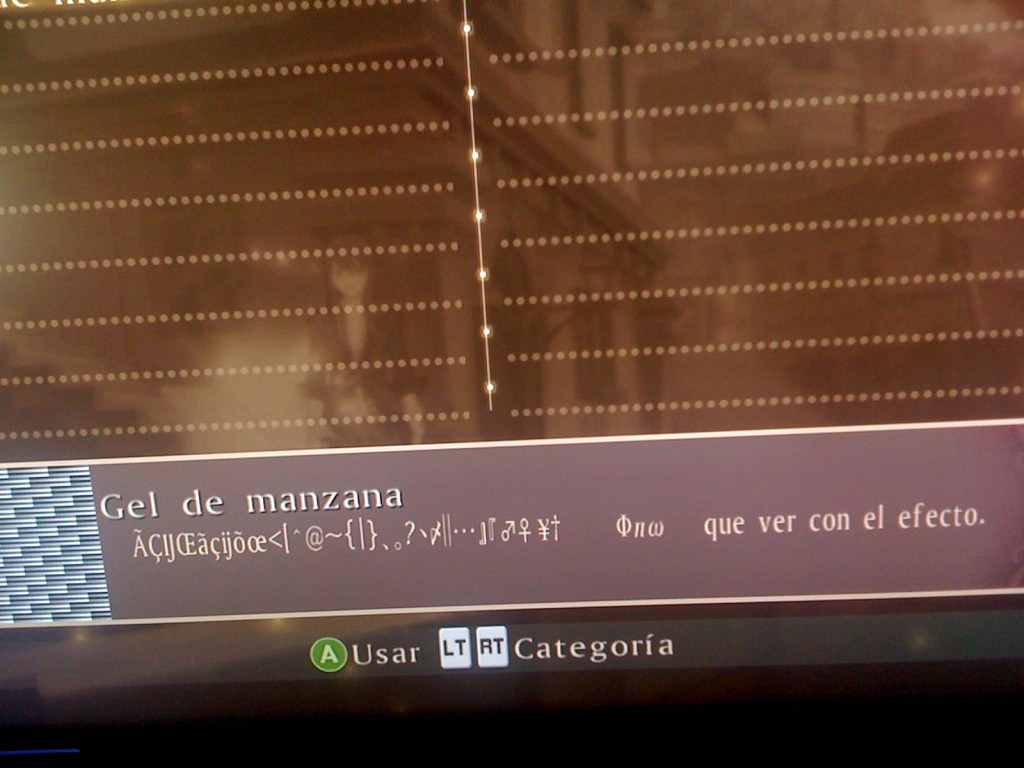 Gel de manzana
ÃÇĲŒãçĳõœ<|ˆ@~{|}、。?ヽ≠‖…』『♂♀¥† Φπω que ver con el efecto.
A Usar LT RT Categoría